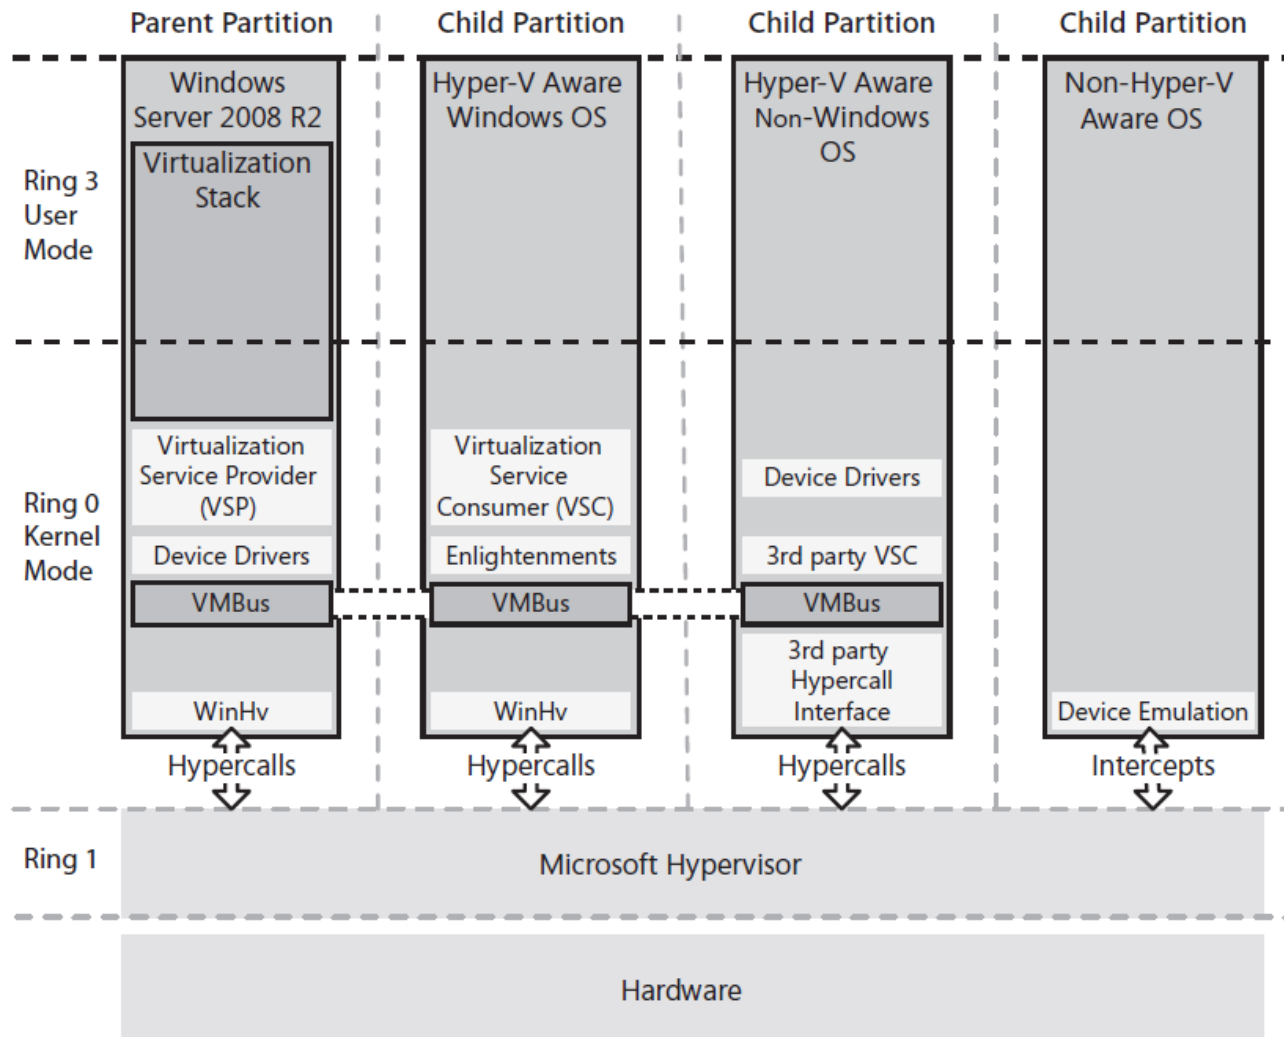 Parent Partition
Child Partition
Child Partition
Child Partition
Windows
Server 2008 R2
Virtualization
Stack
Hyper-V Aware
Windows OS
Hyper-V Aware
Non-Windows
OS
Non-Hyper-V
Aware OS
Ring 3
User
Mode
Ring 0
Kernel
Mode
Virtualization
Service Provider
(VSP)
Device Drivers
VMBus
WinHv
Virtualization
Service
Consumer (VSC)
Enlightenments
VMBus
WinHv
Device Drivers
3rd party VSC
VMBus
3rd party
Hypercall
Interface
Device Emulation
Hypercalls
Hypercalls
Hypercalls
Intercepts
Ring 1
Microsoft Hypervisor
Hardware